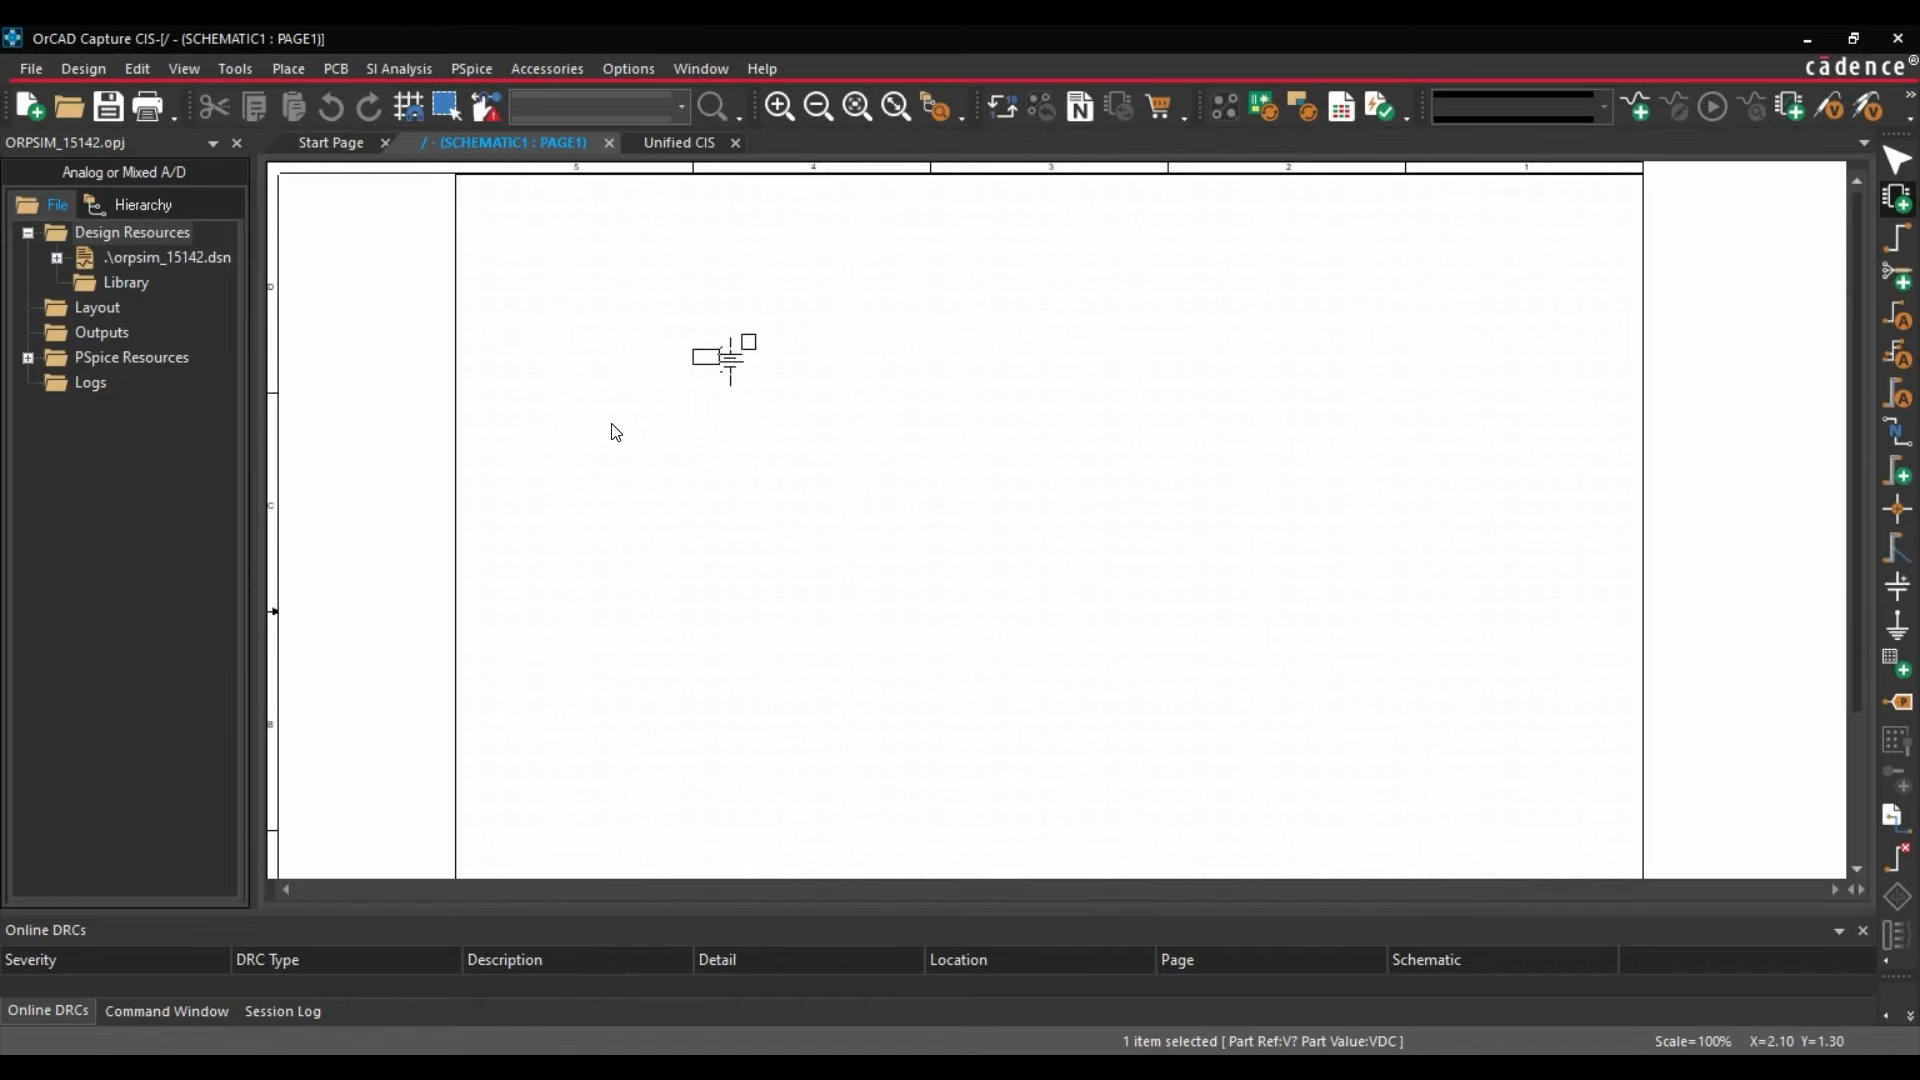 OrCAD Capture CIS-[/ - (SCHEMATIC1 : PAGE1)]
File Design Edit View Tools Place PCB SI Analysis PSpice Accessories Options Window Help
cādence®
ORPSIM_15142.opj
Start Page
/ - (SCHEMATIC1 : PAGE1)
Unified CIS
Analog or Mixed A/D
File Hierarchy
Design Resources
.\orpsim_15142.dsn
Library
Layout
Outputs
PSpice Resources
Logs
5 4 3 2 1
D
C
B
Online DRCs
Severity DRC Type Description Detail Location Page Schematic
Online DRCs Command Window Session Log
1 item selected [ Part Ref:V? Part Value:VDC ] Scale=100% X=2.10 Y=1.30